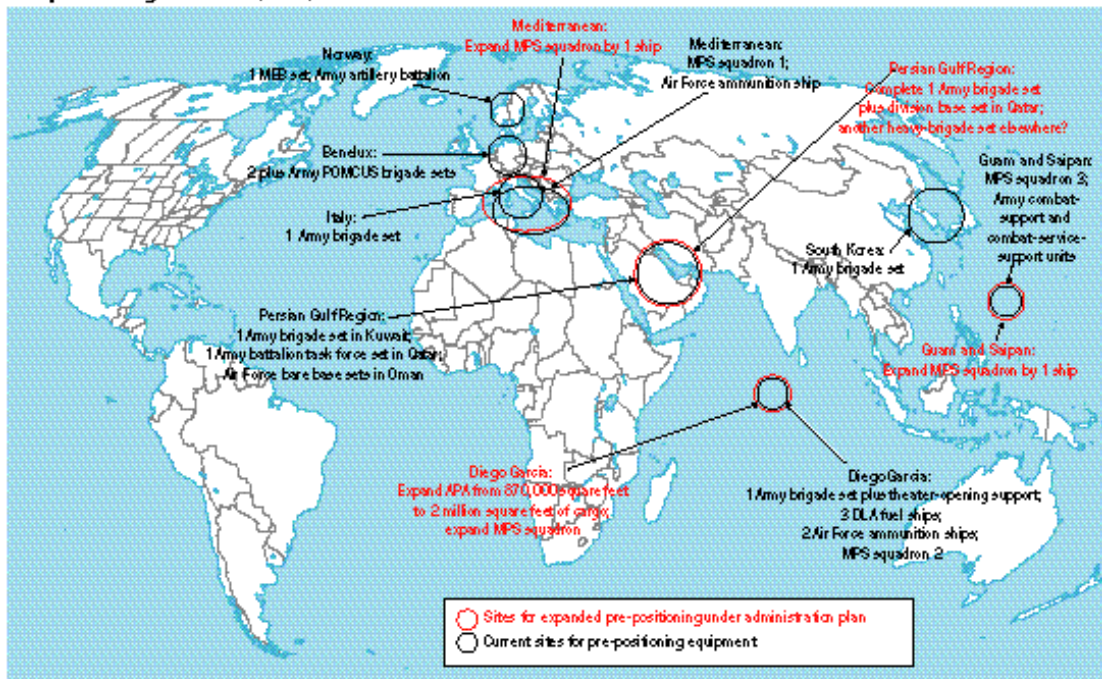 Mediterranean:
Expand MPS squadron by 1 ship
Norway:
1 MEB set; Army artillery battalion
Mediterranean:
MPS squadron 1;
Air Force ammunition ship
Persian Gulf Region:
Complete 1 Army brigade set
plus division base set in Qatar;
another heavy-brigade set elsewhere?
Benelux:
2 plus Army POMCUS brigade sets
Guam and Saipan:
MPS squadron 3;
Army combat-
support and
combat-service-
support units
Italy:
1 Army brigade set
South Korea:
1 Army brigade set
Persian Gulf Region:
1 Army brigade set in Kuwait;
1 Army battalion task force set in Qatar;
Air Force bare base sets in Oman
Guam and Saipan:
Expand MPS squadron by 1 ship
Diego Garcia:
Expand APA from 870,000 square feet
to 2 million square feet of cargo;
expand MPS squadron
Diego Garcia:
1 Army brigade set plus theater-opening support;
3 DLA fuel ships;
2 Air Force ammunition ships;
MPS squadron 2
Sites for expanded pre-positioning under administration plan
Current sites for pre-positioning equipment